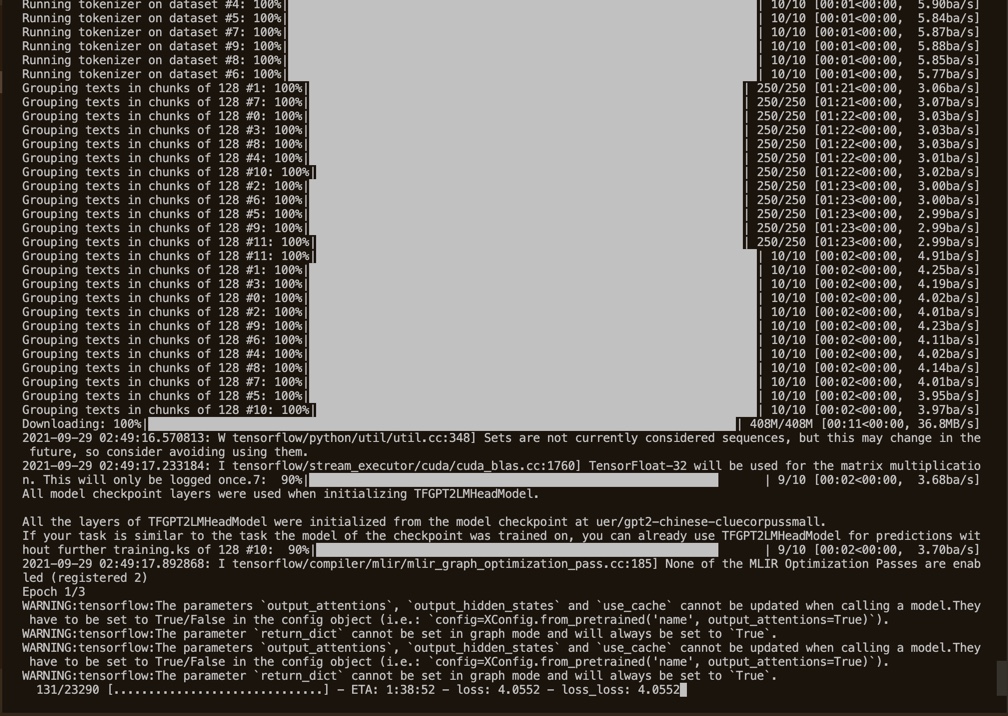 Running tokenizer on dataset #4: 100%| | 10/10 [00:01<00:00, 5.90ba/s]
Running tokenizer on dataset #5: 100%| | 10/10 [00:01<00:00, 5.84ba/s]
Running tokenizer on dataset #7: 100%| | 10/10 [00:01<00:00, 5.87ba/s]
Running tokenizer on dataset #9: 100%| | 10/10 [00:01<00:00, 5.88ba/s]
Running tokenizer on dataset #8: 100%| | 10/10 [00:01<00:00, 5.85ba/s]
Running tokenizer on dataset #6: 100%| | 10/10 [00:01<00:00, 5.77ba/s]
Grouping texts in chunks of 128 #1: 100%| | 250/250 [01:21<00:00, 3.06ba/s]
Grouping texts in chunks of 128 #7: 100%| | 250/250 [01:21<00:00, 3.07ba/s]
Grouping texts in chunks of 128 #0: 100%| | 250/250 [01:22<00:00, 3.03ba/s]
Grouping texts in chunks of 128 #3: 100%| | 250/250 [01:22<00:00, 3.03ba/s]
Grouping texts in chunks of 128 #8: 100%| | 250/250 [01:22<00:00, 3.03ba/s]
Grouping texts in chunks of 128 #4: 100%| | 250/250 [01:22<00:00, 3.01ba/s]
Grouping texts in chunks of 128 #10: 100%| | 250/250 [01:22<00:00, 3.02ba/s]
Grouping texts in chunks of 128 #2: 100%| | 250/250 [01:23<00:00, 3.00ba/s]
Grouping texts in chunks of 128 #6: 100%| | 250/250 [01:23<00:00, 3.00ba/s]
Grouping texts in chunks of 128 #5: 100%| | 250/250 [01:23<00:00, 2.99ba/s]
Grouping texts in chunks of 128 #9: 100%| | 250/250 [01:23<00:00, 2.99ba/s]
Grouping texts in chunks of 128 #11: 100%| | 250/250 [01:23<00:00, 2.99ba/s]
Grouping texts in chunks of 128 #11: 100%| | 10/10 [00:02<00:00, 4.91ba/s]
Grouping texts in chunks of 128 #1: 100%| | 10/10 [00:02<00:00, 4.25ba/s]
Grouping texts in chunks of 128 #3: 100%| | 10/10 [00:02<00:00, 4.19ba/s]
Grouping texts in chunks of 128 #0: 100%| | 10/10 [00:02<00:00, 4.02ba/s]
Grouping texts in chunks of 128 #2: 100%| | 10/10 [00:02<00:00, 4.01ba/s]
Grouping texts in chunks of 128 #9: 100%| | 10/10 [00:02<00:00, 4.23ba/s]
Grouping texts in chunks of 128 #6: 100%| | 10/10 [00:02<00:00, 4.11ba/s]
Grouping texts in chunks of 128 #4: 100%| | 10/10 [00:02<00:00, 4.02ba/s]
Grouping texts in chunks of 128 #8: 100%| | 10/10 [00:02<00:00, 4.14ba/s]
Grouping texts in chunks of 128 #7: 100%| | 10/10 [00:02<00:00, 4.01ba/s]
Grouping texts in chunks of 128 #5: 100%| | 10/10 [00:02<00:00, 3.95ba/s]
Grouping texts in chunks of 128 #10: 100%| | 10/10 [00:02<00:00, 3.97ba/s]
Downloading: 100%| | 408M/408M [00:11<00:00, 36.8MB/s]
2021-09-29 02:49:16.570813: W tensorflow/python/util/util.cc:348] Sets are not currently considered sequences, but this may change in the
future, so consider avoiding using them.
2021-09-29 02:49:17.233184: I tensorflow/stream_executor/cuda/cuda_blas.cc:1760] TensorFloat-32 will be used for the matrix multiplicatio
n. This will only be logged once.7: 90%| | 9/10 [00:02<00:00, 3.68ba/s]
All model checkpoint layers were used when initializing TFGPT2LMHeadModel.
All the layers of TFGPT2LMHeadModel were initialized from the model checkpoint at uer/gpt2-chinese-cluecorpussmall.
If your task is similar to the task the model of the checkpoint was trained on, you can already use TFGPT2LMHeadModel for predictions wit
hout further training.ks of 128 #10: 90%| | 9/10 [00:02<00:00, 3.70ba/s]
2021-09-29 02:49:17.892868: I tensorflow/compiler/mlir/mlir_graph_optimization_pass.cc:185] None of the MLIR Optimization Passes are enab
led (registered 2)
Epoch 1/3
WARNING:tensorflow:The parameters `output_attentions`, `output_hidden_states` and `use_cache` cannot be updated when calling a model.They
have to be set to True/False in the config object (i.e.: `config=XConfig.from_pretrained('name', output_attentions=True)`).
WARNING:tensorflow:The parameter `return_dict` cannot be set in graph mode and will always be set to `True`.
WARNING:tensorflow:The parameters `output_attentions`, `output_hidden_states` and `use_cache` cannot be updated when calling a model.They
have to be set to True/False in the config object (i.e.: `config=XConfig.from_pretrained('name', output_attentions=True)`).
WARNING:tensorflow:The parameter `return_dict` cannot be set in graph mode and will always be set to `True`.
131/23290 [..............................] - ETA: 1:38:52 - loss: 4.0552 - loss_loss: 4.0552